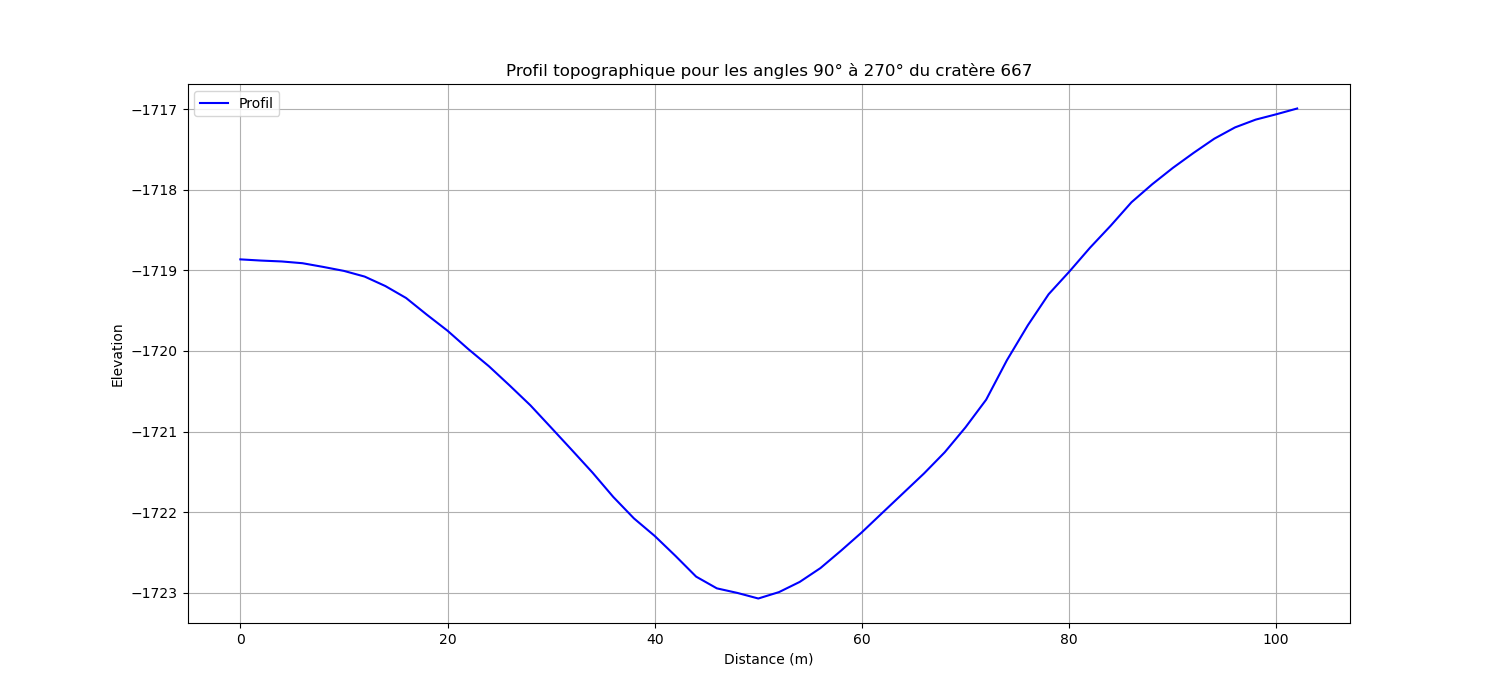 Profil topographique pour les angles 90° à 270° du cratère 667
Profil
−1717
−1718
−1719
−1720
−1721
−1722
−1723
Elevation
0 20 40 60 80 100
Distance (m)